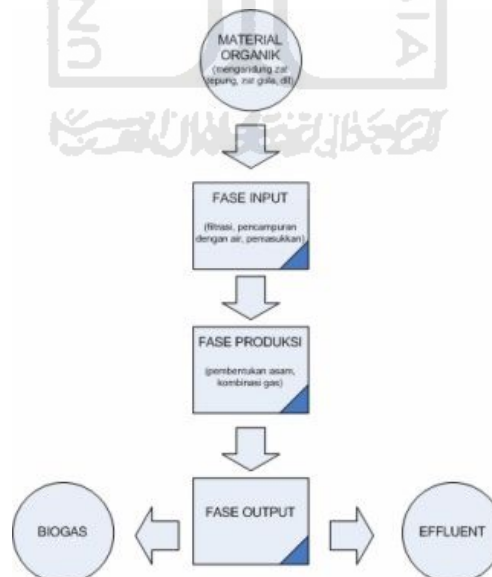 MATERIAL
ORGANIK
(mengandung zat
tepung, zat gula, dll)
FASE INPUT
(filtrasi, pencampuran
dengan air, pemasukkan)
FASE PRODUKSI
(pembentukan asam,
kombinasi gas)
FASE OUTPUT
BIOGAS
EFFLUENT